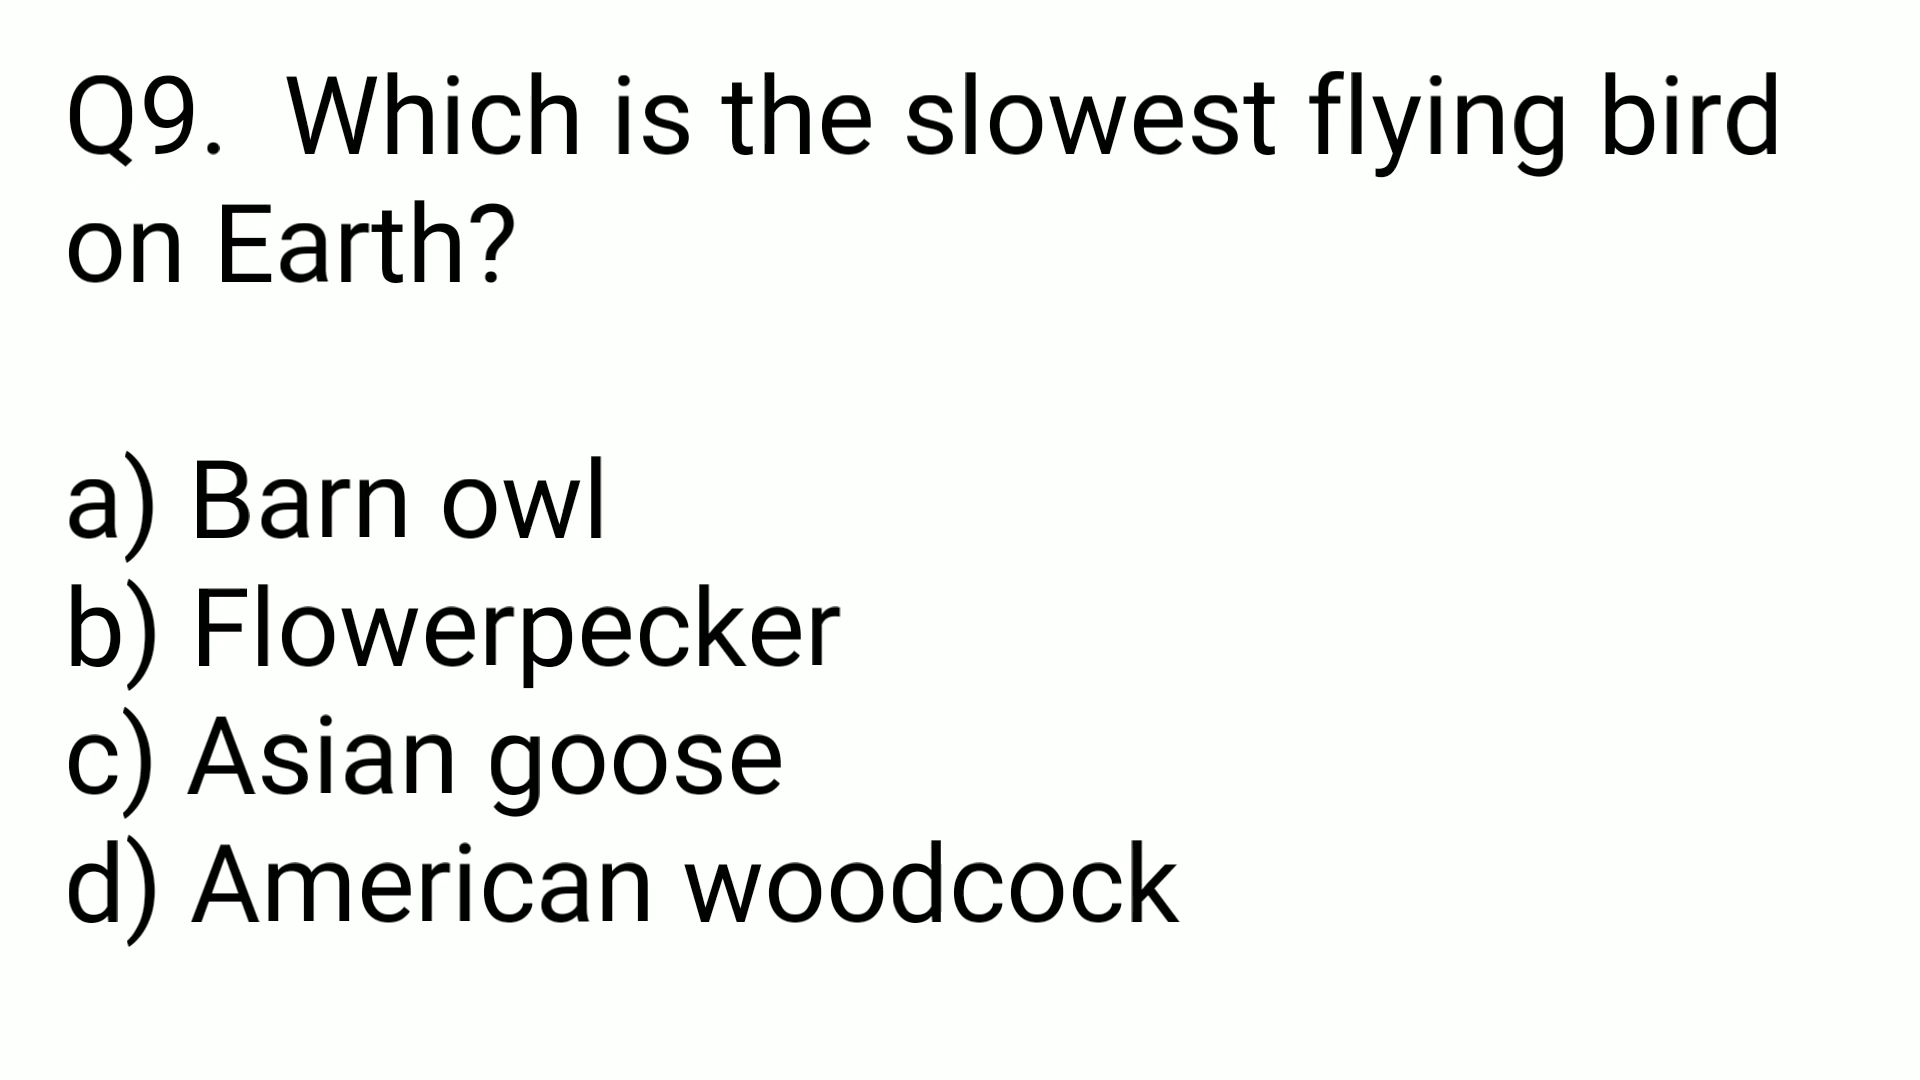 Q9. Which is the slowest flying bird
on Earth?
a) Barn owl
b) Flowerpecker
c) Asian goose
d) American woodcock